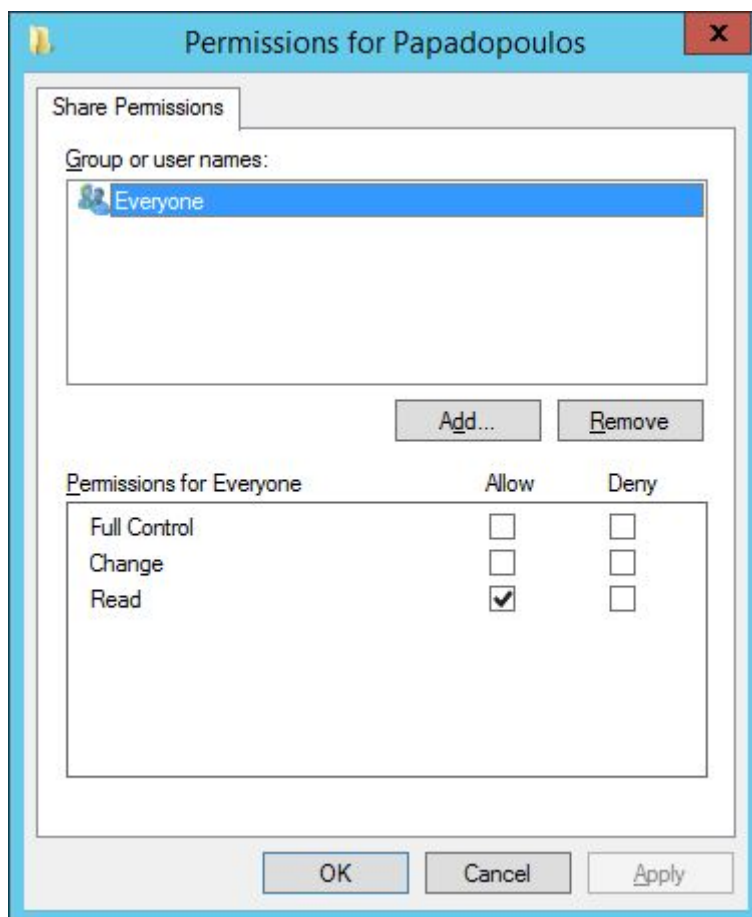 Permissions for Papadopoulos
x
Share Permissions
Group or user names:
Everyone
Add... Remove
Permissions for Everyone Allow Deny
Full Control
Change
Read
OK Cancel Apply